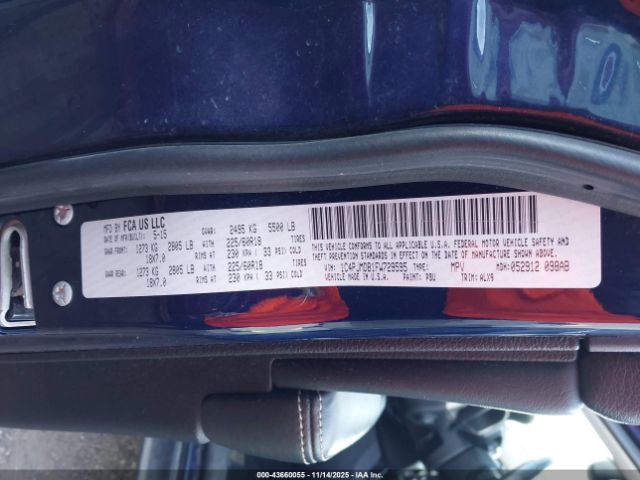 MFD BY FCA US LLC
DATE OF MFR(BUILT): 5-15 GVWR: 2495 KG 5500 LB
GAWR FRONT: 1273 KG 2805 LB WITH 225/60R18 TIRES
18X7.0 RIMS AT 230 KPA ( 33 PSI) COLD
GAWR REAR: 1273 KG 2805 LB WITH 225/60R18 TIRES
18X7.0 RIMS AT 230 KPA ( 33 PSI) COLD
THIS VEHICLE CONFORMS TO ALL APPLICABLE U.S.A. FEDERAL MOTOR VEHICLE SAFETY AND
THEFT PREVENTION STANDARDS IN EFFECT ON THE DATE OF MANUFACTURE SHOWN ABOVE.
VIN: 1C4PJMDB1FW729595 TYPE: MPV MDH: 052912 098AB
VEHICLE MADE IN U.S.A. PAINT: PBU TRIM: ALX9
© 43660055 - 11/14/2025 - IAA Inc.